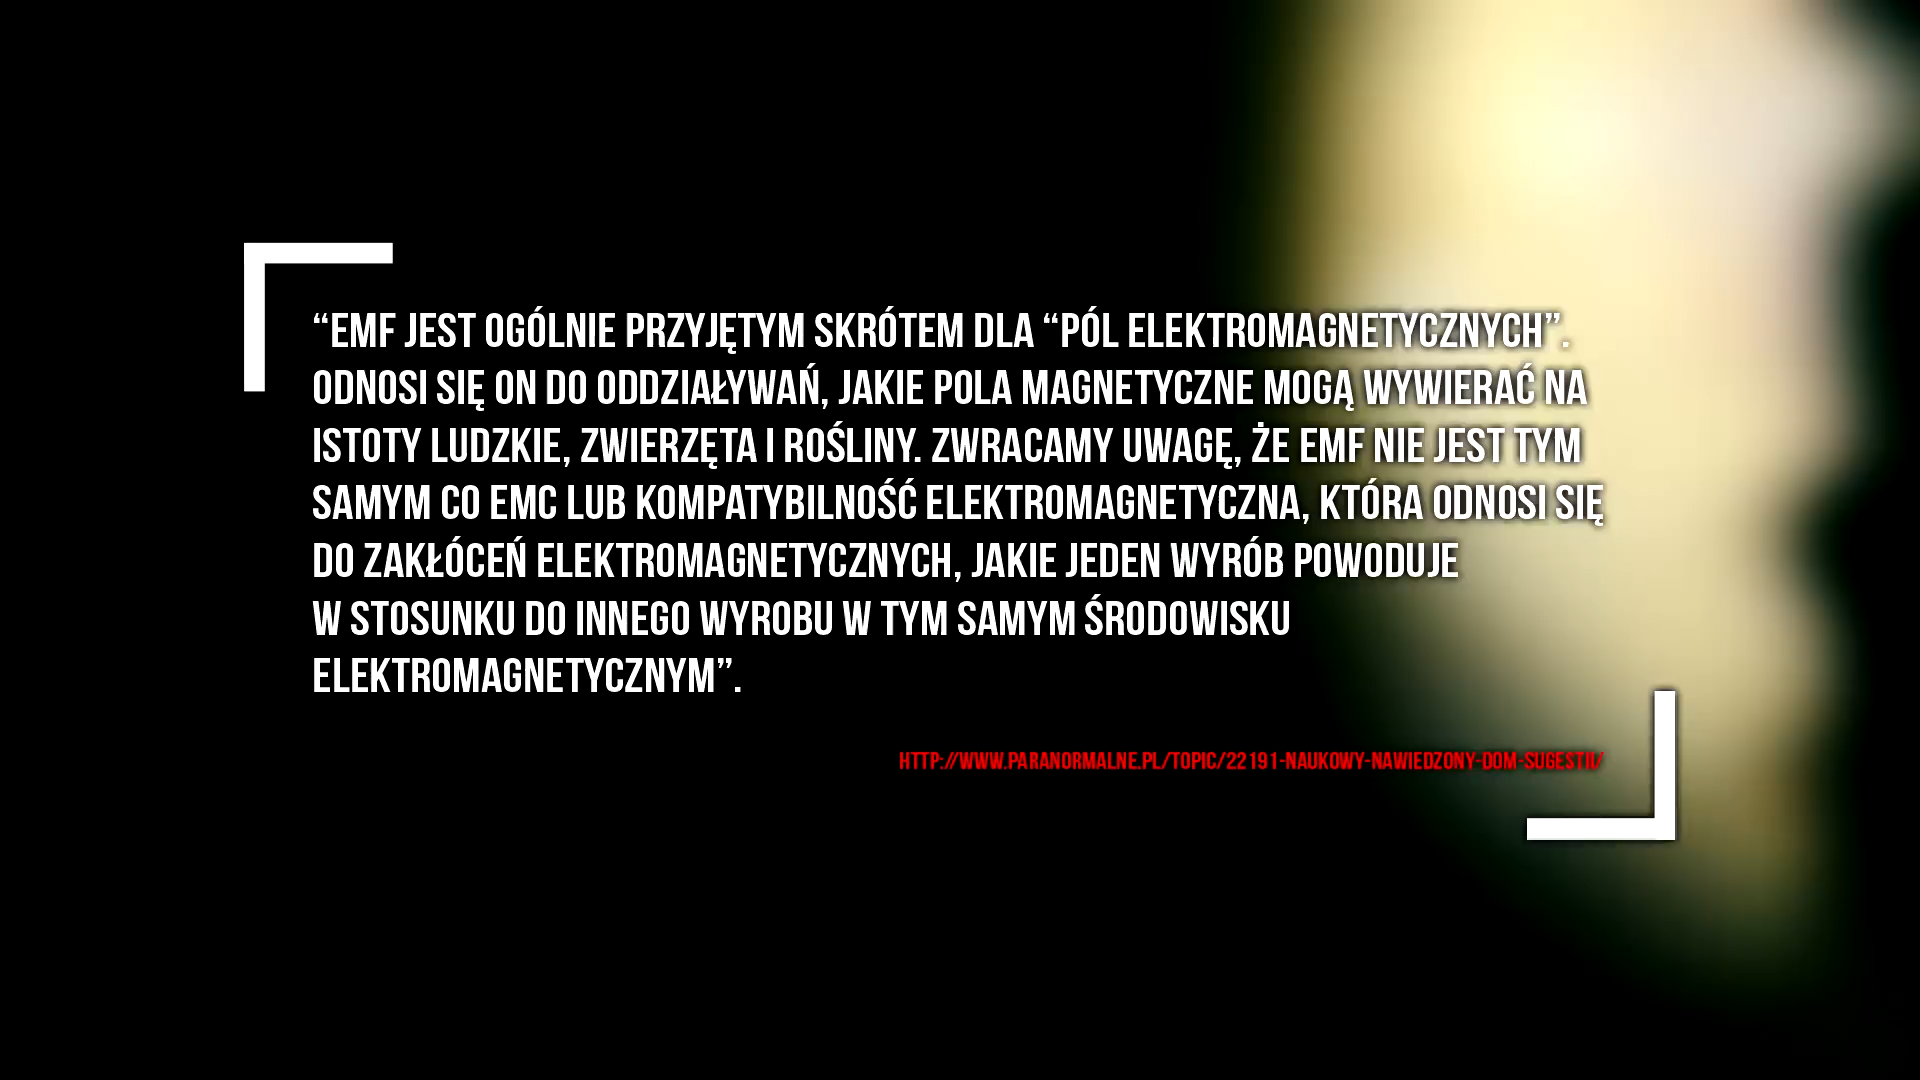 “EMF JEST OGÓLNIE PRZYJĘTYM SKRÓTEM DLA “PÓL ELEKTROMAGNETYCZNYCH”.
ODNOSI SIĘ ON DO ODDZIAŁYWAŃ, JAKIE POLA MAGNETYCZNE MOGĄ WYWIERAĆ NA
ISTOTY LUDZKIE, ZWIERZĘTA I ROŚLINY. ZWRACAMY UWAGĘ, ŻE EMF NIE JEST TYM
SAMYM CO EMC LUB KOMPATYBILNOŚĆ ELEKTROMAGNETYCZNA, KTÓRA ODNOSI SIĘ
DO ZAKŁÓCEŃ ELEKTROMAGNETYCZNYCH, JAKIE JEDEN WYRÓB POWODUJE
W STOSUNKU DO INNEGO WYROBU W TYM SAMYM ŚRODOWISKU
ELEKTROMAGNETYCZNYM”.
HTTP://WWW.PARANORMALNE.PL/TOPIC/22191-NAUKOWY-NAWIEDZONY-DOM-SUGESTII/